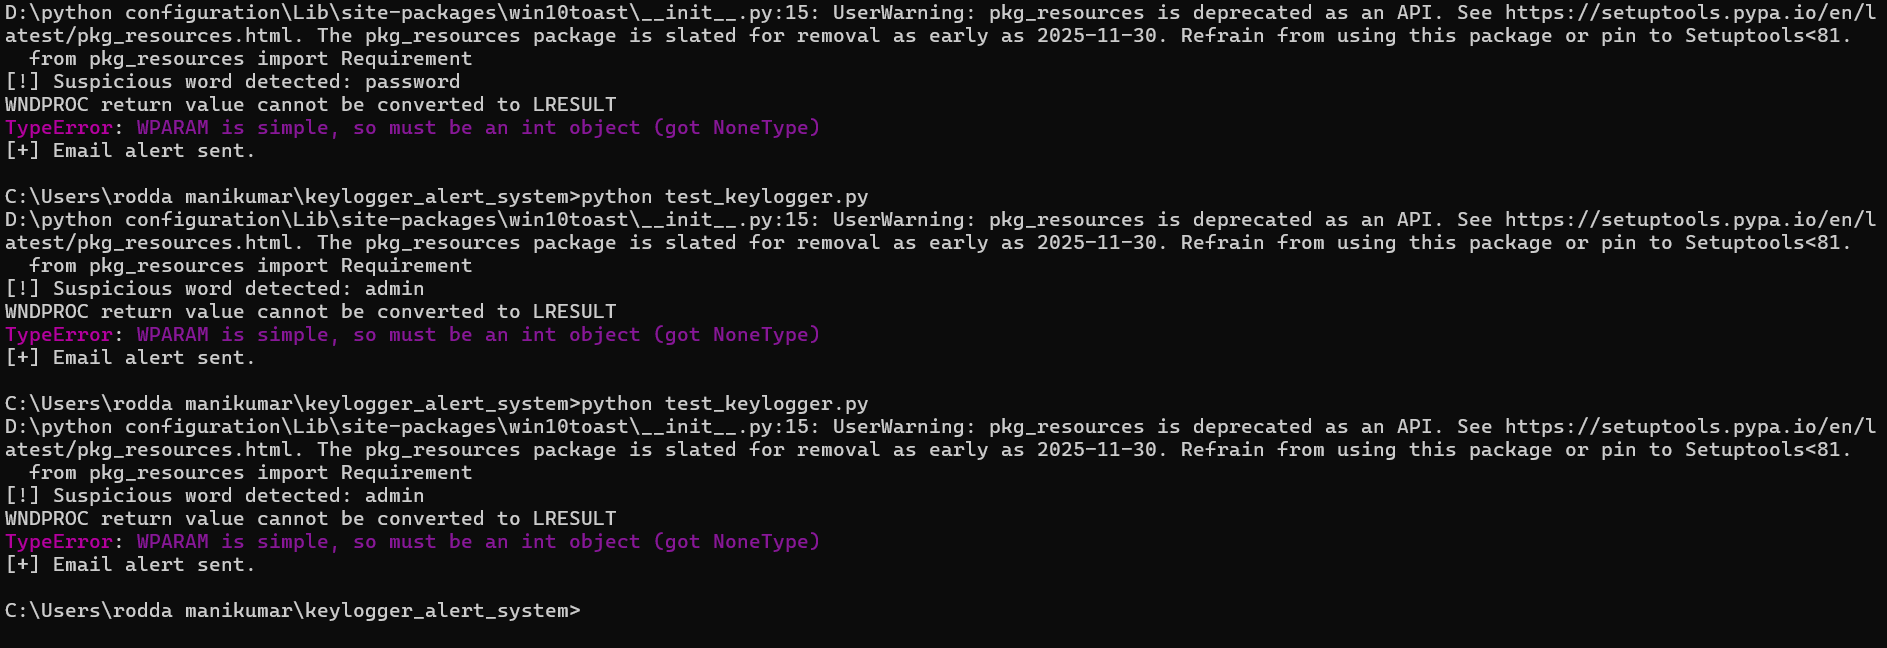 D:\python configuration\Lib\site-packages\win10toast\__init__.py:15: UserWarning: pkg_resources is deprecated as an API. See https://setuptools.pypa.io/en/l
atest/pkg_resources.html. The pkg_resources package is slated for removal as early as 2025-11-30. Refrain from using this package or pin to Setuptools<81.
  from pkg_resources import Requirement
[!] Suspicious word detected: password
WNDPROC return value cannot be converted to LRESULT
TypeError: WPARAM is simple, so must be an int object (got NoneType)
[+] Email alert sent.

C:\Users\rodda manikumar\keylogger_alert_system>python test_keylogger.py
D:\python configuration\Lib\site-packages\win10toast\__init__.py:15: UserWarning: pkg_resources is deprecated as an API. See https://setuptools.pypa.io/en/l
atest/pkg_resources.html. The pkg_resources package is slated for removal as early as 2025-11-30. Refrain from using this package or pin to Setuptools<81.
  from pkg_resources import Requirement
[!] Suspicious word detected: admin
WNDPROC return value cannot be converted to LRESULT
TypeError: WPARAM is simple, so must be an int object (got NoneType)
[+] Email alert sent.

C:\Users\rodda manikumar\keylogger_alert_system>python test_keylogger.py
D:\python configuration\Lib\site-packages\win10toast\__init__.py:15: UserWarning: pkg_resources is deprecated as an API. See https://setuptools.pypa.io/en/l
atest/pkg_resources.html. The pkg_resources package is slated for removal as early as 2025-11-30. Refrain from using this package or pin to Setuptools<81.
  from pkg_resources import Requirement
[!] Suspicious word detected: admin
WNDPROC return value cannot be converted to LRESULT
TypeError: WPARAM is simple, so must be an int object (got NoneType)
[+] Email alert sent.

C:\Users\rodda manikumar\keylogger_alert_system>